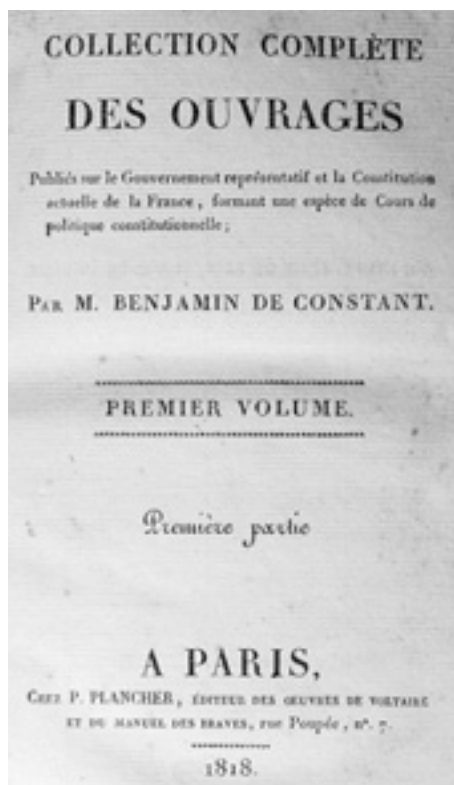 COLLECTION COMPLÈTE
DES OUVRAGES
Publiés sur le Gouvernement représentatif et la Constitution
actuelle de la France, formant une espèce de Cours de
politique constitutionnelle;
PAR M. BENJAMIN DE CONSTANT.
PREMIER VOLUME.
Première partie
A PARIS,
CHEZ P. PLANCHER, ÉDITEUR DES ŒUVRES DE VOLTAIRE
ET DU MANUEL DES BRAVES, rue Poupée, nº. 7.
1818.